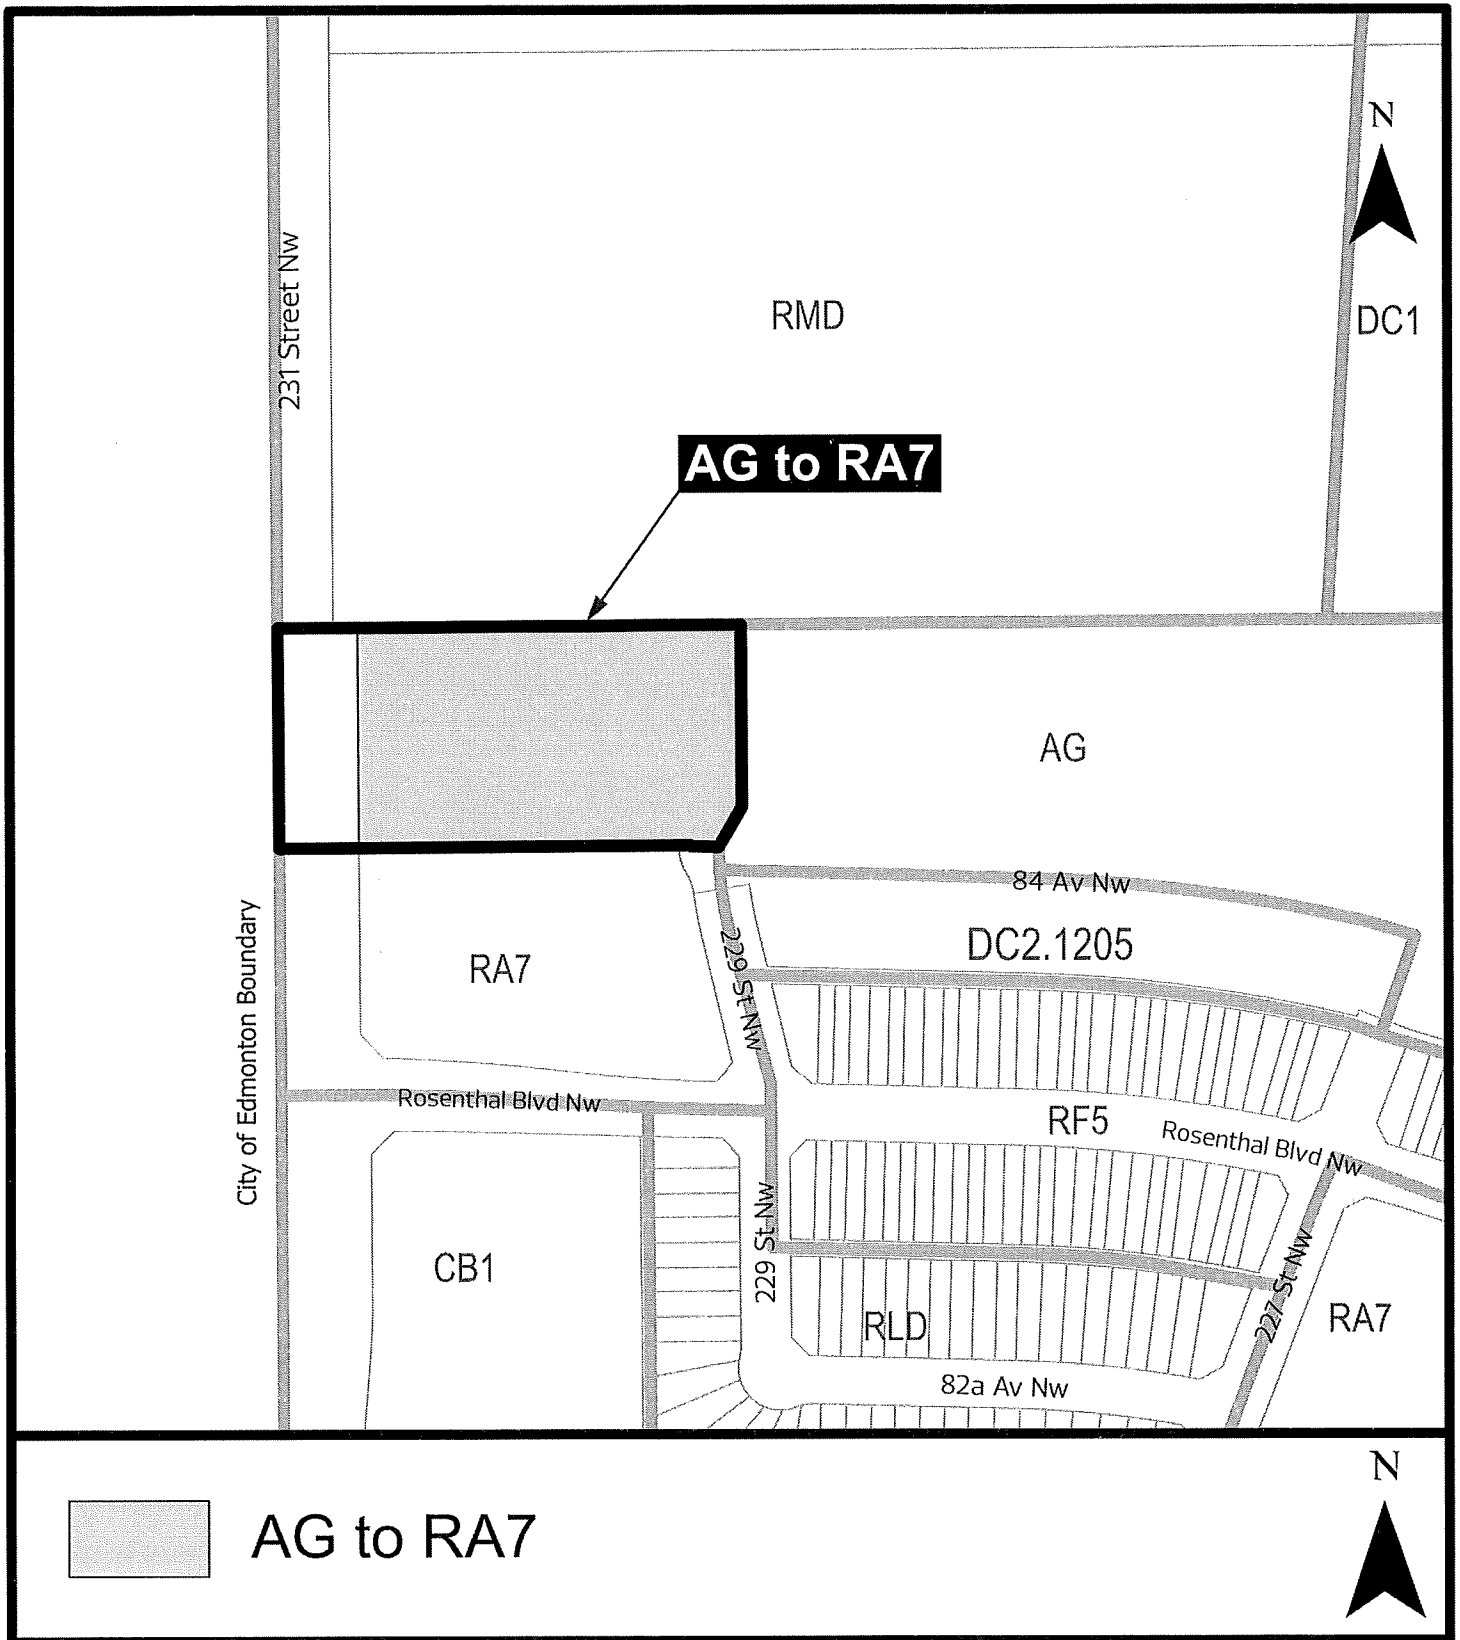 N
231 Street Nw
RMD
DC1
AG to RA7
AG
84 Av Nw
DC2.1205
City of Edmonton Boundary
RA7
229 St Nw
Rosenthal Blvd Nw
RF5
Rosenthal Blvd Nw
229 St Nw
CB1
227 St Nw
RLD
RA7
82a Av Nw
N
AG to RA7